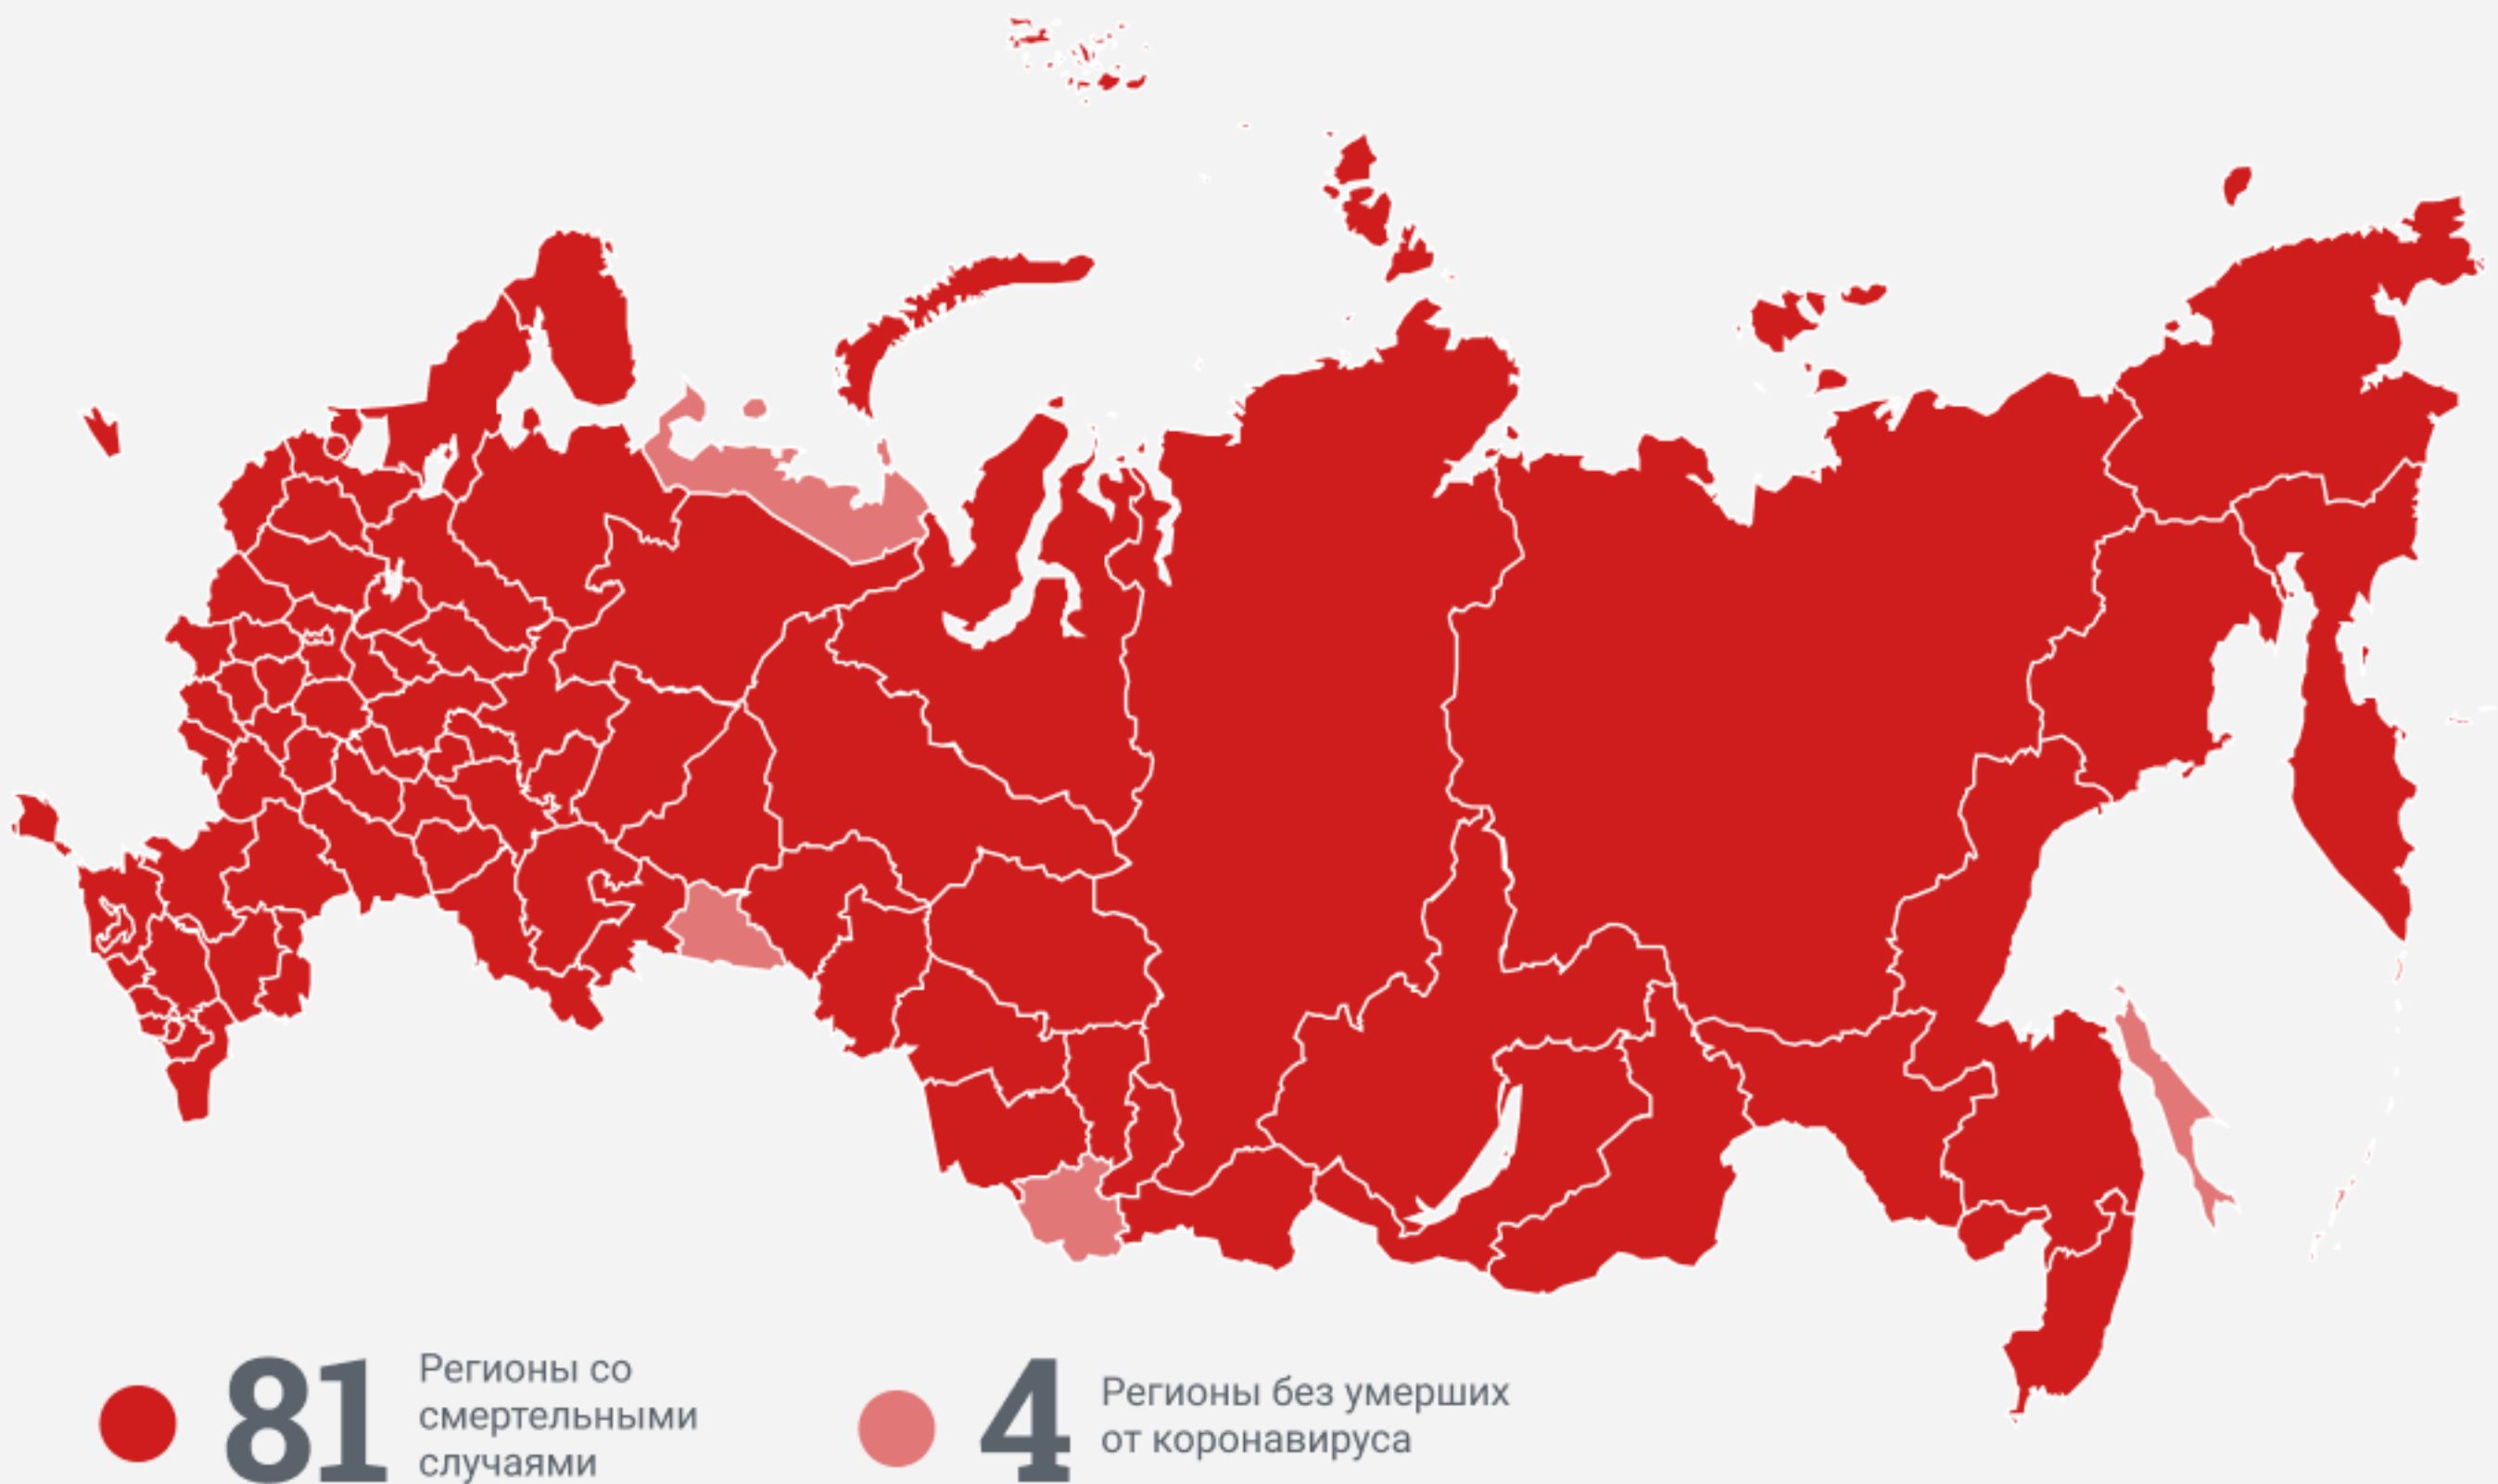 81
Регионы со
смертельными
случаями
4
Регионы без умерших
от коронавируса